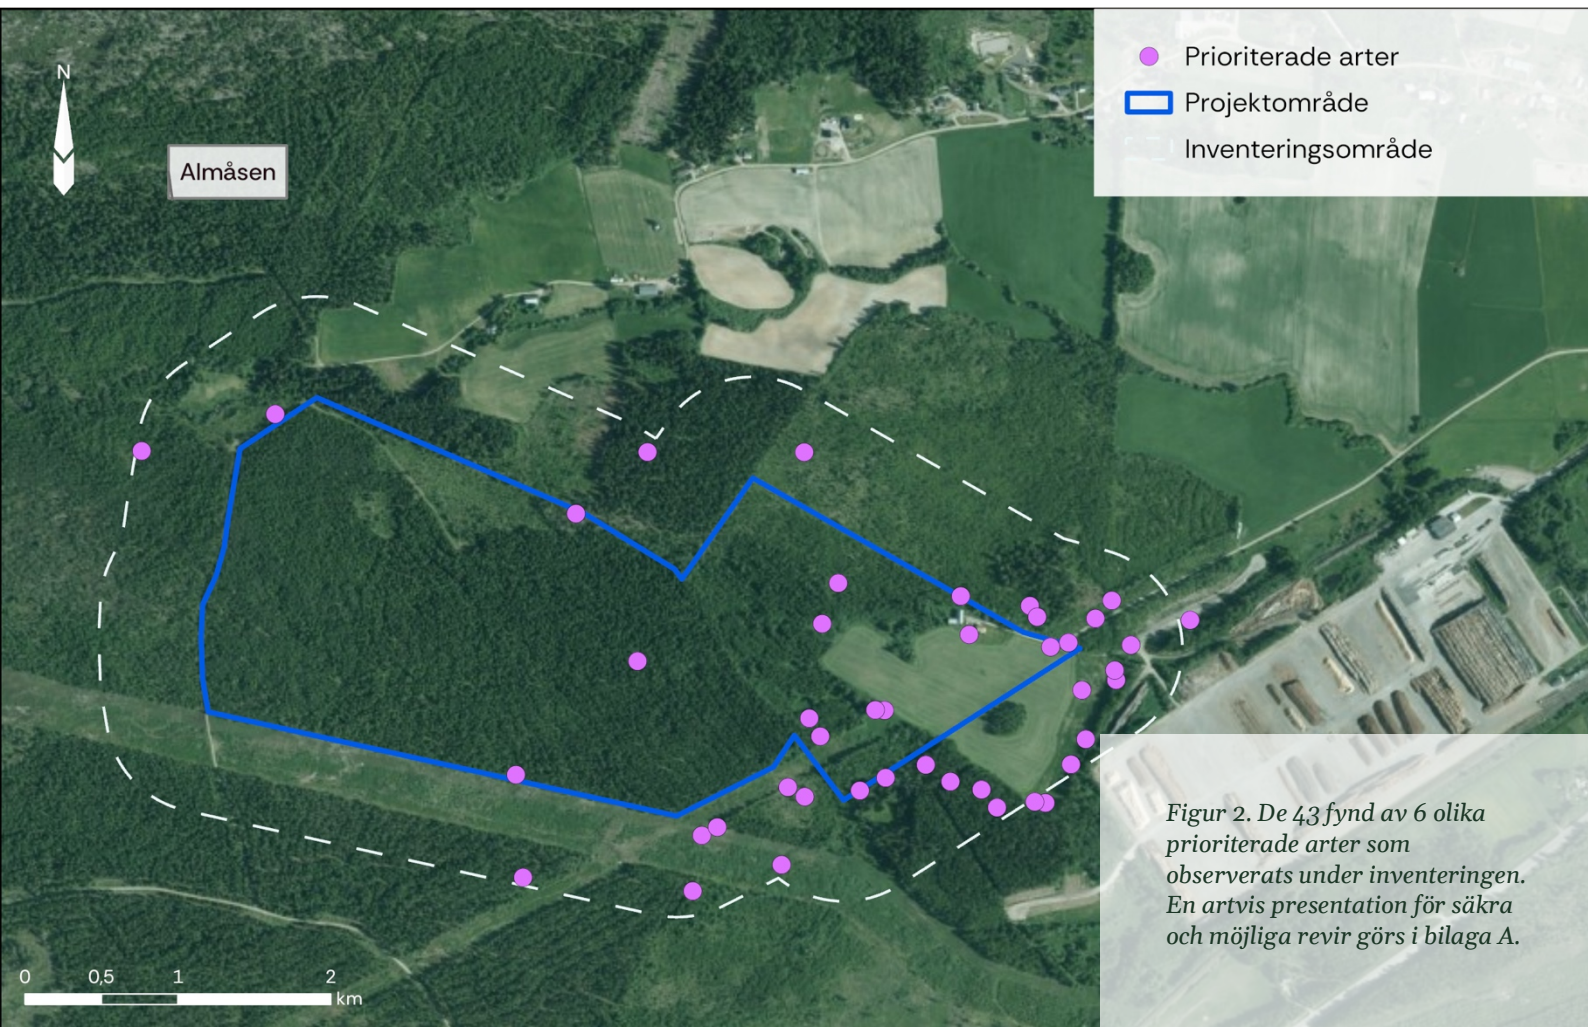 N
Almåsen
Prioriterade arter
Projektområde
Inventeringsområde
0 0,5 1 2 km
Figur 2. De 43 fynd av 6 olika
prioriterade arter som
observerats under inventeringen.
En artvis presentation för säkra
och möjliga revir görs i bilaga A.